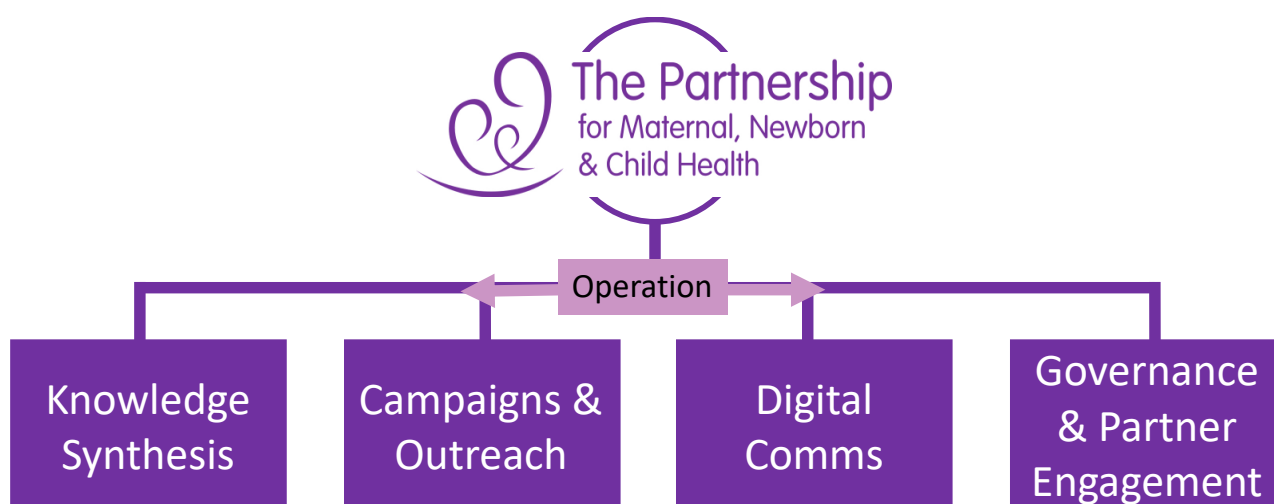 The Partnership
for Maternal, Newborn
& Child Health
Operation
Knowledge
Synthesis
Campaigns &
Outreach
Digital
Comms
Governance
& Partner
Engagement